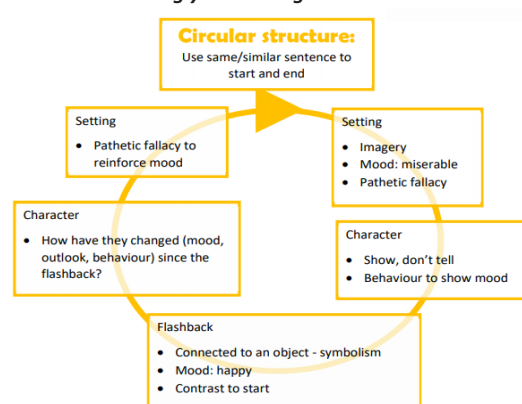 Circular structure:
Use same/similar sentence to
start and end
Setting
• Imagery
• Mood: miserable
• Pathetic fallacy
Character
• Show, don't tell
• Behaviour to show mood
Flashback
• Connected to an object - symbolism
• Mood: happy
• Contrast to start
Character
• How have they changed (mood,
outlook, behaviour) since the
flashback?
Setting
• Pathetic fallacy to
reinforce mood